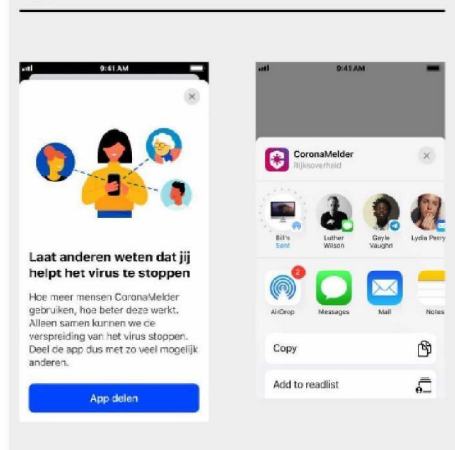 9:41 AM
Laat anderen weten dat jij
helpt het virus te stoppen
Hoe meer mensen CoronaMelder
gebruiken, hoe beter deze werkt.
Alleen samen kunnen we de
verspreiding van het virus stoppen.
Deel de app dus met zo veel mogelijk
anderen.
App delen
9:41 AM
CoronaMelder
Rijksoverheid
Bill's
Sent
Luther
Wilson
Gayle
Vaughn
Lydia Perry
2
AirDrop
Messages
Mail
Notes
Copy
Add to readlist